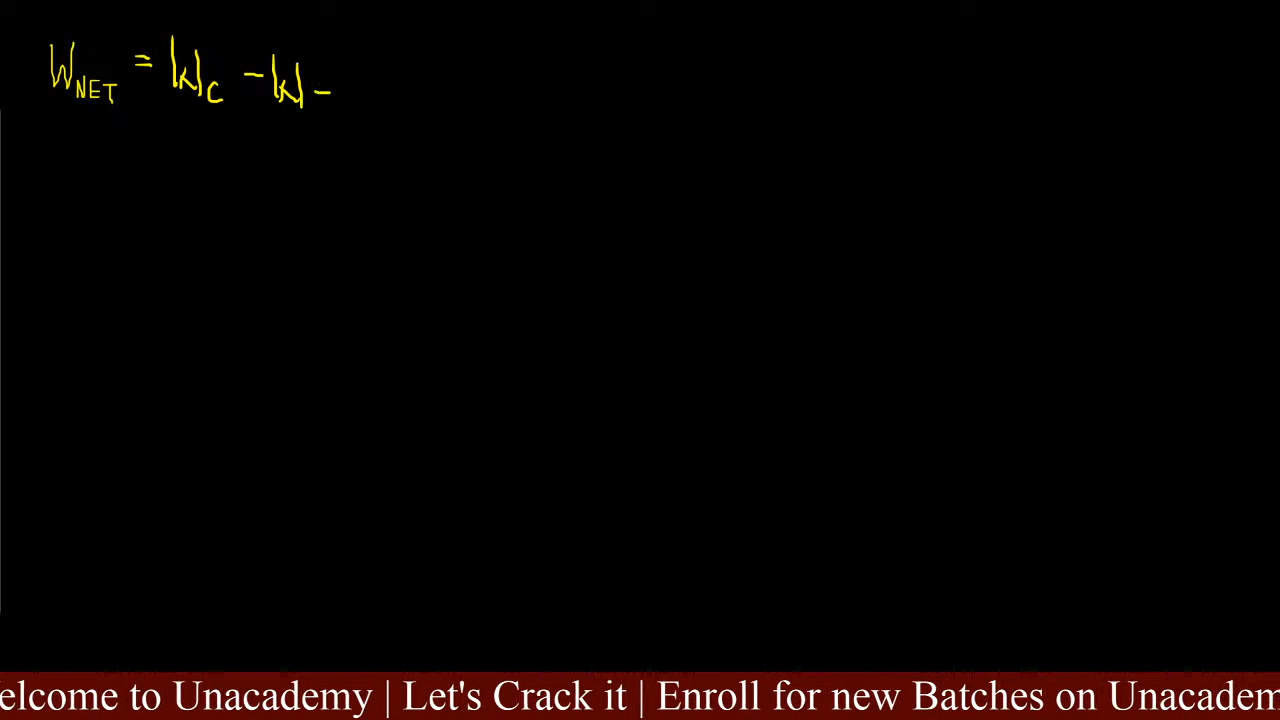 W_NET = W_C - W -
elcome to Unacademy | Let's Crack it | Enroll for new Batches on Unacadem